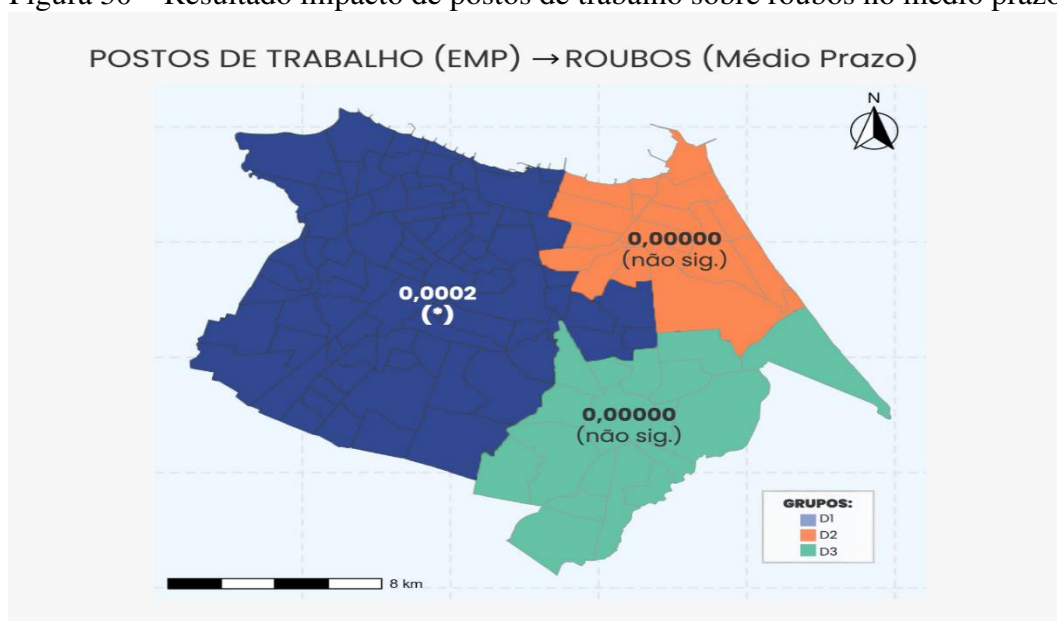 Figura 30 – Resultado impacto de postos de trabalho sobre roubos no médio prazo
POSTOS DE TRABALHO (EMP) → ROUBOS (Médio Prazo)
N
0,00000
(não sig.)
0,0002
(*)
0,00000
(não sig.)
GRUPOS:
D1
D2
D3
8 km